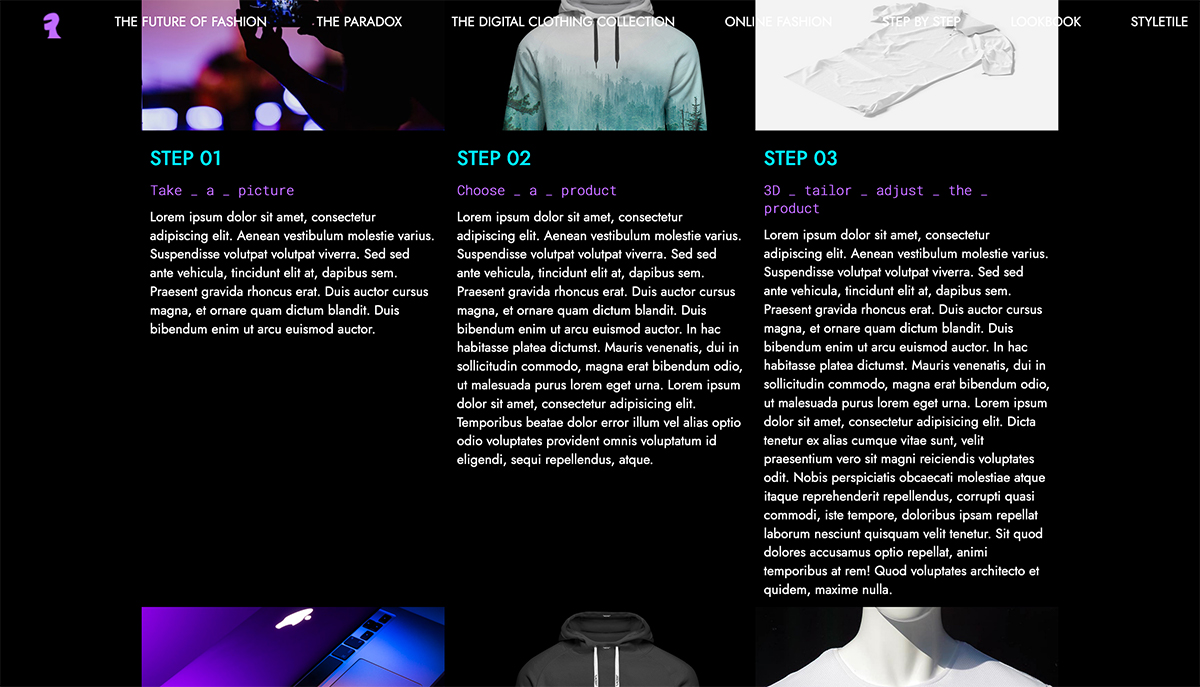 THE FUTURE OF FASHION THE PARADOX THE DIGITAL CLOTHING COLLECTION ONLINE FASHION STEP BY STEP LOOKBOOK STYLETILE
STEP 01
Take _ a _ picture
Lorem ipsum dolor sit amet, consectetur
adipiscing elit. Aenean vestibulum molestie varius.
Suspendisse volutpat volutpat viverra. Sed sed
ante vehicula, tincidunt elit at, dapibus sem.
Praesent gravida rhoncus erat. Duis auctor cursus
magna, et ornare quam dictum blandit. Duis
bibendum enim ut arcu euismod auctor.
STEP 02
Choose _ a _ product
Lorem ipsum dolor sit amet, consectetur
adipiscing elit. Aenean vestibulum molestie varius.
Suspendisse volutpat volutpat viverra. Sed sed
ante vehicula, tincidunt elit at, dapibus sem.
Praesent gravida rhoncus erat. Duis auctor cursus
magna, et ornare quam dictum blandit. Duis
bibendum enim ut arcu euismod auctor. In hac
habitasse platea dictumst. Mauris venenatis, dui in
sollicitudin commodo, magna erat bibendum odio,
ut malesuada purus lorem eget urna. Lorem ipsum
dolor sit amet, consectetur adipisicing elit.
Temporibus beatae dolor error illum vel alias optio
odio voluptates provident omnis voluptatum id
eligendi, sequi repellendus, atque.
STEP 03
3D _ tailor _ adjust _ the _
product
Lorem ipsum dolor sit amet, consectetur
adipiscing elit. Aenean vestibulum molestie varius.
Suspendisse volutpat volutpat viverra. Sed sed
ante vehicula, tincidunt elit at, dapibus sem.
Praesent gravida rhoncus erat. Duis auctor cursus
magna, et ornare quam dictum blandit. Duis
bibendum enim ut arcu euismod auctor. In hac
habitasse platea dictumst. Mauris venenatis, dui in
sollicitudin commodo, magna erat bibendum odio,
ut malesuada purus lorem eget urna. Lorem ipsum
dolor sit amet, consectetur adipisicing elit. Dicta
tenetur ex alias cumque vitae sunt, velit
praesentium vero sit magni reiciendis voluptates
odit. Nobis perspiciatis obcaecati molestiae atque
itaque reprehenderit repellendus, corrupti quasi
commodi, iste tempore, doloribus ipsam repellat
laborum nesciunt quisquam velit tenetur. Sit quod
dolores accusamus optio repellat, animi
temporibus at rem! Quod voluptates architecto et
quidem, maxime nulla.